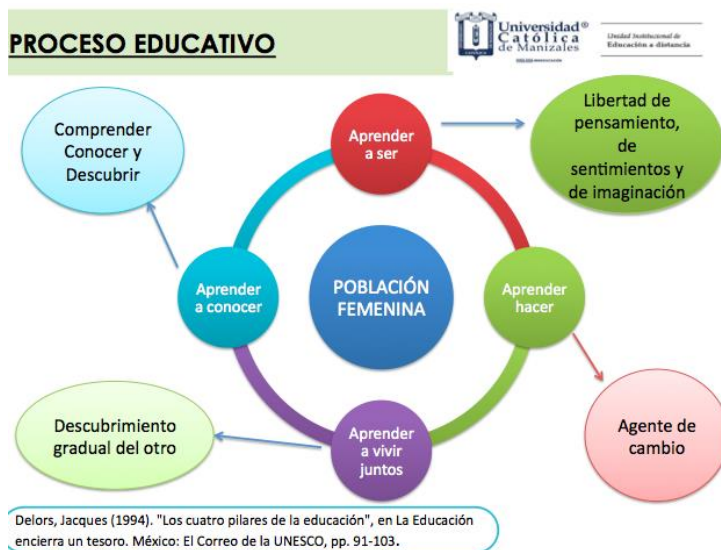 PROCESO EDUCATIVO
Universidad®
Católica
de Manizales
Unidad Institucional de
Educación a distancia
Comprender
Conocer y
Descubrir
Aprender
a ser
Libertad de
pensamiento,
de
sentimientos y
de imaginación
Aprender
a conocer
POBLACIÓN
FEMENINA
Aprender
hacer
Descubrimiento
gradual del otro
Aprender
a vivir
juntos
Agente de
cambio
Delors, Jacques (1994). "Los cuatro pilares de la educación", en La Educación
encierra un tesoro. México: El Correo de la UNESCO, pp. 91-103.